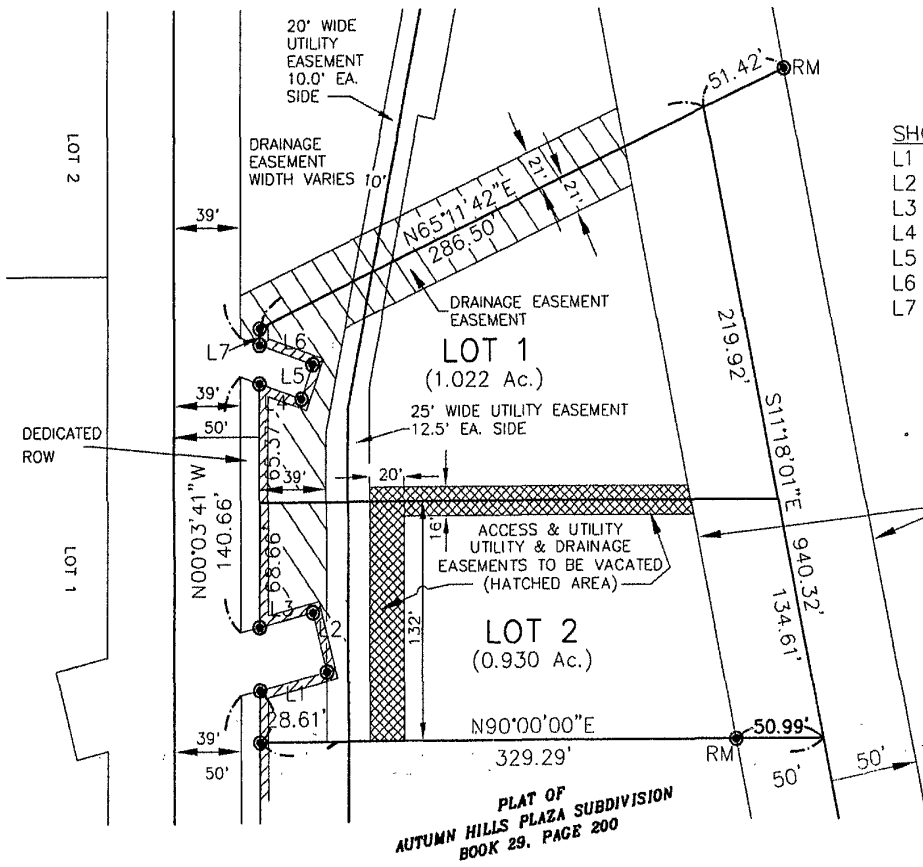 20' WIDE
UTILITY
EASEMENT
10.0' EA.
SIDE
51.42'
RM
LOT 2
DRAINAGE
EASEMENT
WIDTH VARIES 10'
21'
21'
SHO
L1
L2
L3
L4
L5
L6
L7
39'
N65°11'42"E
286.50'
DRAINAGE EASEMENT
EASEMENT
L7
L6
L5
L4
LOT 1
(1.022 Ac.)
219.92'
39'
50'
25' WIDE UTILITY EASEMENT
12.5' EA. SIDE
DEDICATED
ROW
65.37'
39'
20'
S11°18'01"E 940.32'
N00°03'41"W
140.66'
68.66'
16'
ACCESS & UTILITY
UTILITY & DRAINAGE
EASEMENTS TO BE VACATED
(HATCHED AREA)
LOT 1
132'
134.61'
L3
L2
LOT 2
(0.930 Ac.)
L1
28.61'
N90°00'00"E
329.29'
50.99'
RM
39'
50'
50'
50'
PLAT OF
AUTUMN HILLS PLAZA SUBDIVISION
BOOK 29, PAGE 200